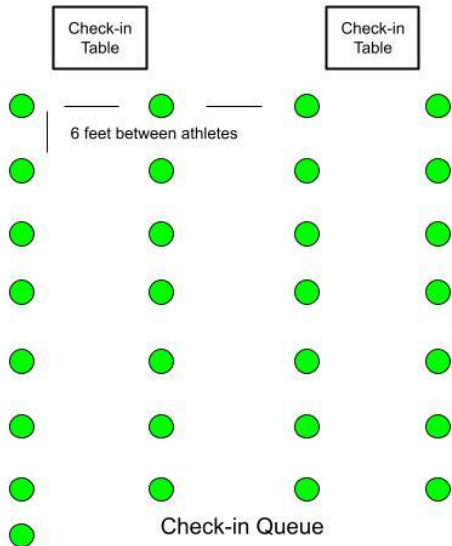 Check-in
Table
Check-in
Table
6 feet between athletes
Check-in Queue